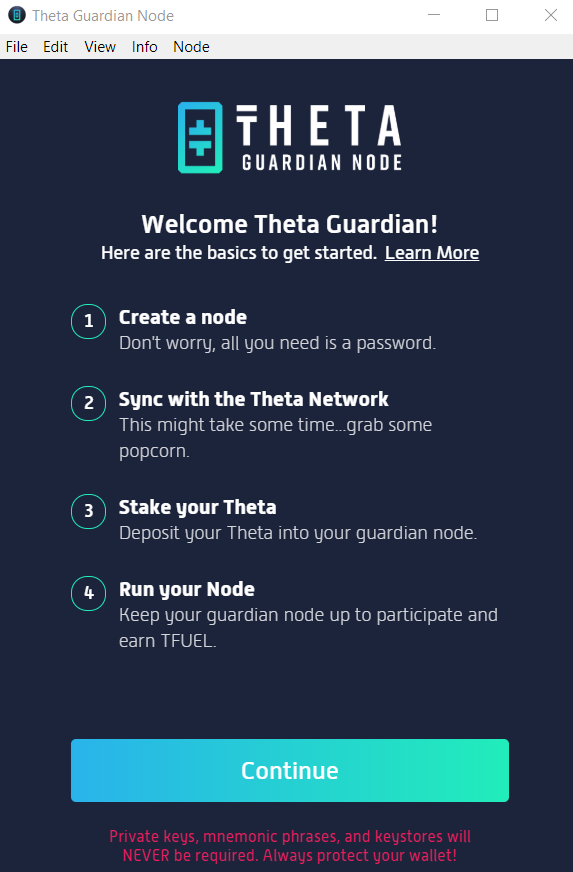 Theta Guardian Node
File Edit View Info Node
THETA
GUARDIAN NODE
Welcome Theta Guardian!
Here are the basics to get started. Learn More
1 Create a node
Don't worry, all you need is a password.
2 Sync with the Theta Network
This might take some time...grab some
popcorn.
3 Stake your Theta
Deposit your Theta into your guardian node.
4 Run your Node
Keep your guardian node up to participate and
earn TFUEL.
Continue
Private keys, mnemonic phrases, and keystores will
NEVER be required. Always protect your wallet!